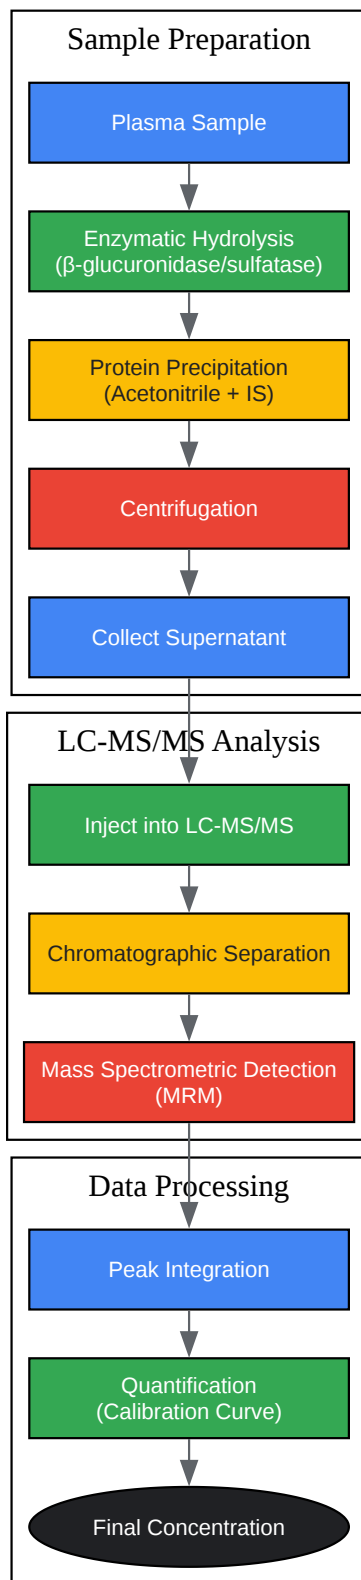 Sample Preparation
Plasma Sample
Enzymatic Hydrolysis
(β-glucuronidase/sulfatase)
Protein Precipitation
(Acetonitrile + IS)
Centrifugation
Collect Supernatant
LC-MS/MS Analysis
Inject into LC-MS/MS
Chromatographic Separation
Mass Spectrometric Detection
(MRM)
Data Processing
Peak Integration
Quantification
(Calibration Curve)
Final Concentration